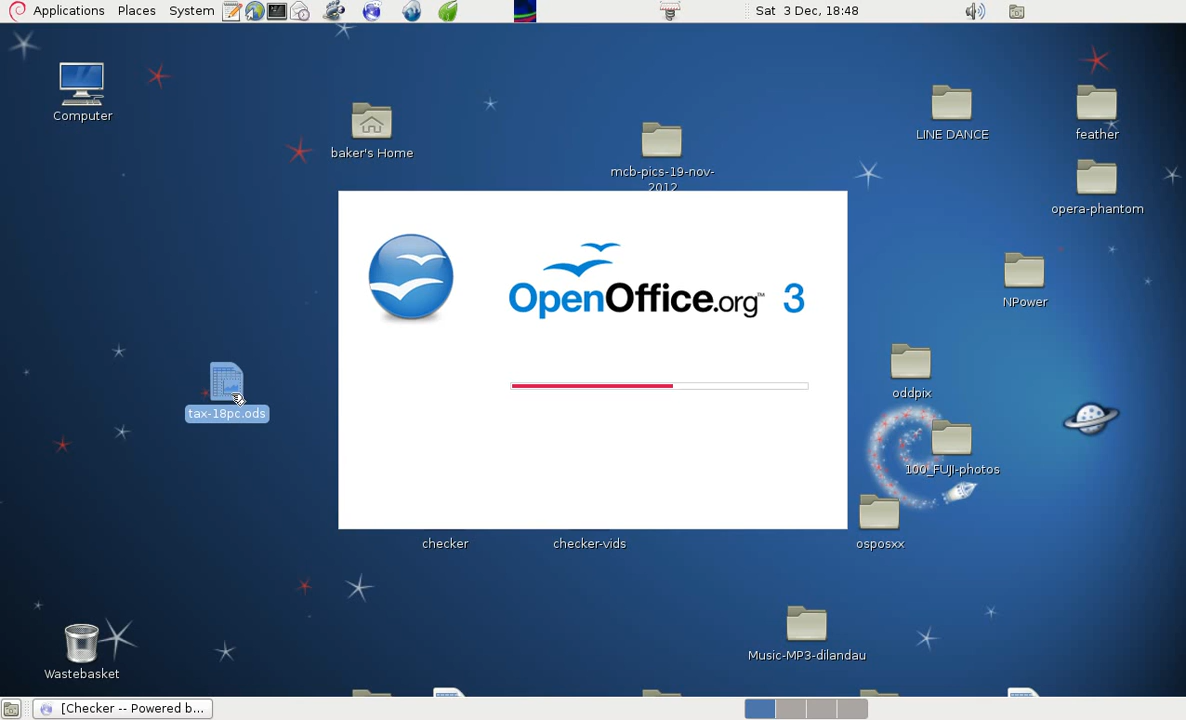 Applications Places System
Sat 3 Dec, 18:48
Computer
baker's Home
mcb-pics-19-nov-
2012
LINE DANCE
feather
opera-phantom
NPower
OpenOffice.org™ 3
tax-18pc.ods
oddpix
100_FUJI-photos
checker
checker-vids
osposxx
Music-MP3-dilandau
Wastebasket
[Checker -- Powered b...